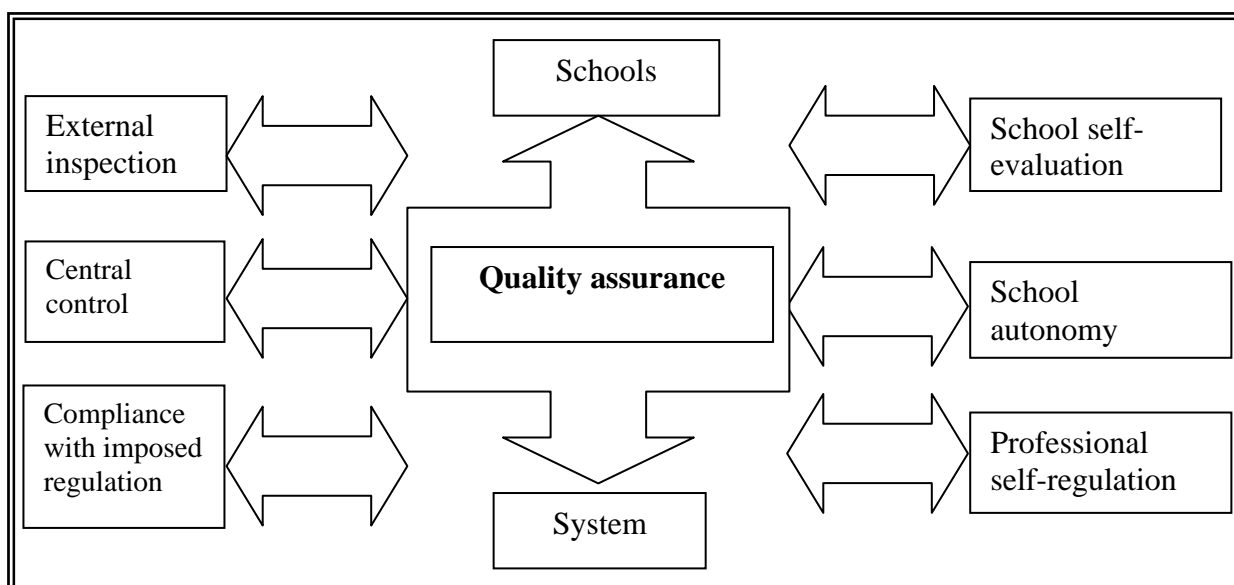 Schools
External
inspection
School self-
evaluation
Central
control
Quality assurance
School
autonomy
Compliance
with imposed
regulation
Professional
self-regulation
System